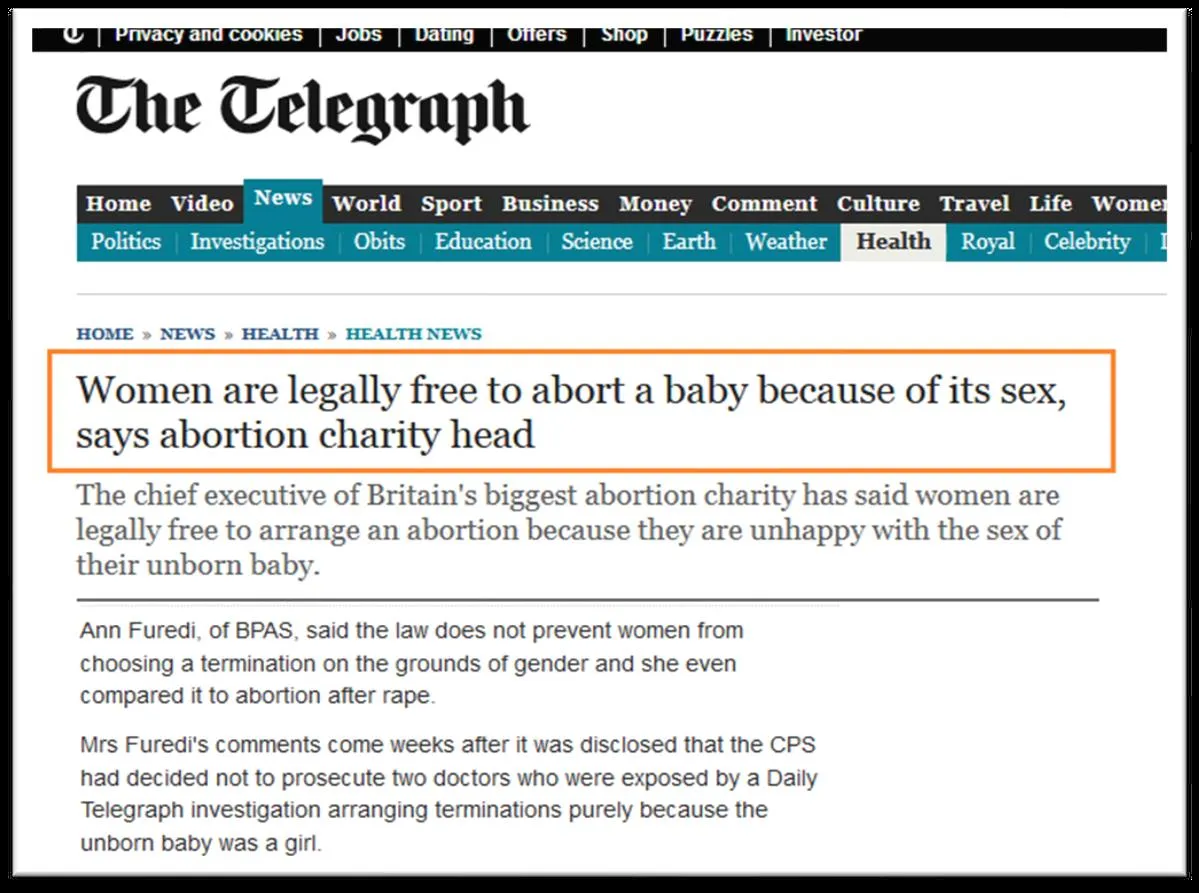 Privacy and cookies | Jobs | Dating | Offers | Shop | Puzzles | Investor
The Telegraph
Home Video News World Sport Business Money Comment Culture Travel Life Women
Politics | Investigations | Obits | Education | Science | Earth | Weather | Health | Royal | Celebrity
HOME » NEWS » HEALTH » HEALTH NEWS
Women are legally free to abort a baby because of its sex,
says abortion charity head
The chief executive of Britain's biggest abortion charity has said women are
legally free to arrange an abortion because they are unhappy with the sex of
their unborn baby.
Ann Furedi, of BPAS, said the law does not prevent women from
choosing a termination on the grounds of gender and she even
compared it to abortion after rape.
Mrs Furedi's comments come weeks after it was disclosed that the CPS
had decided not to prosecute two doctors who were exposed by a Daily
Telegraph investigation arranging terminations purely because the
unborn baby was a girl.